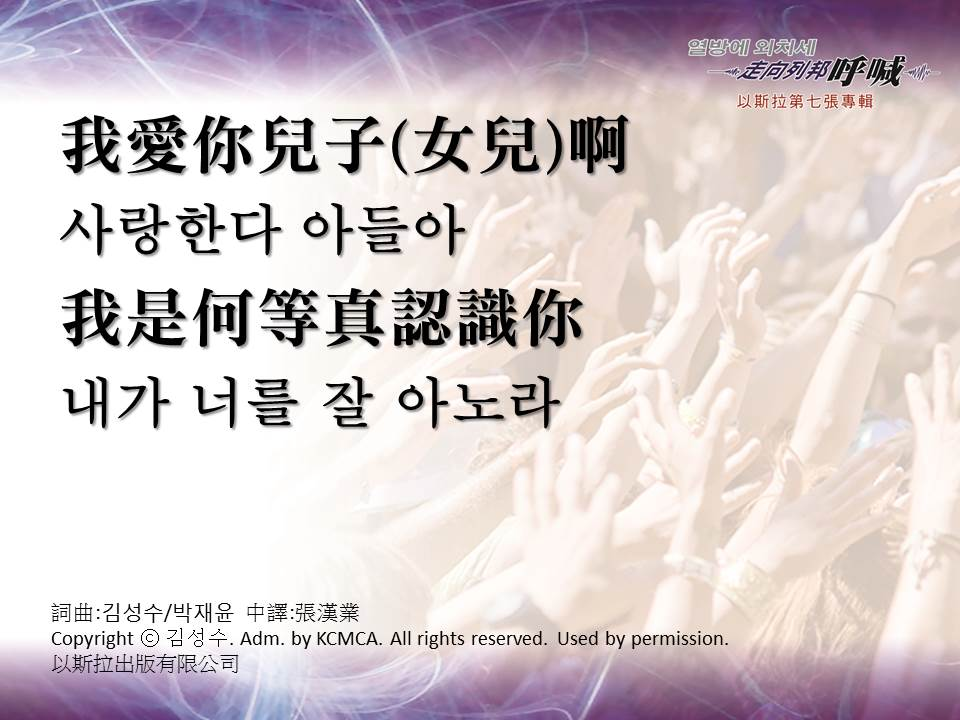 열방에 외치세
走向列邦呼喊
以斯拉第七張專輯
我愛你兒子(女兒)啊
사랑한다 아들아
我是何等真認識你
내가 너를 잘 아노라
詞曲:김성수/박재윤 中譯:張漢業
Copyright ⓒ 김성수. Adm. by KCMCA. All rights reserved. Used by permission.
以斯拉出版有限公司